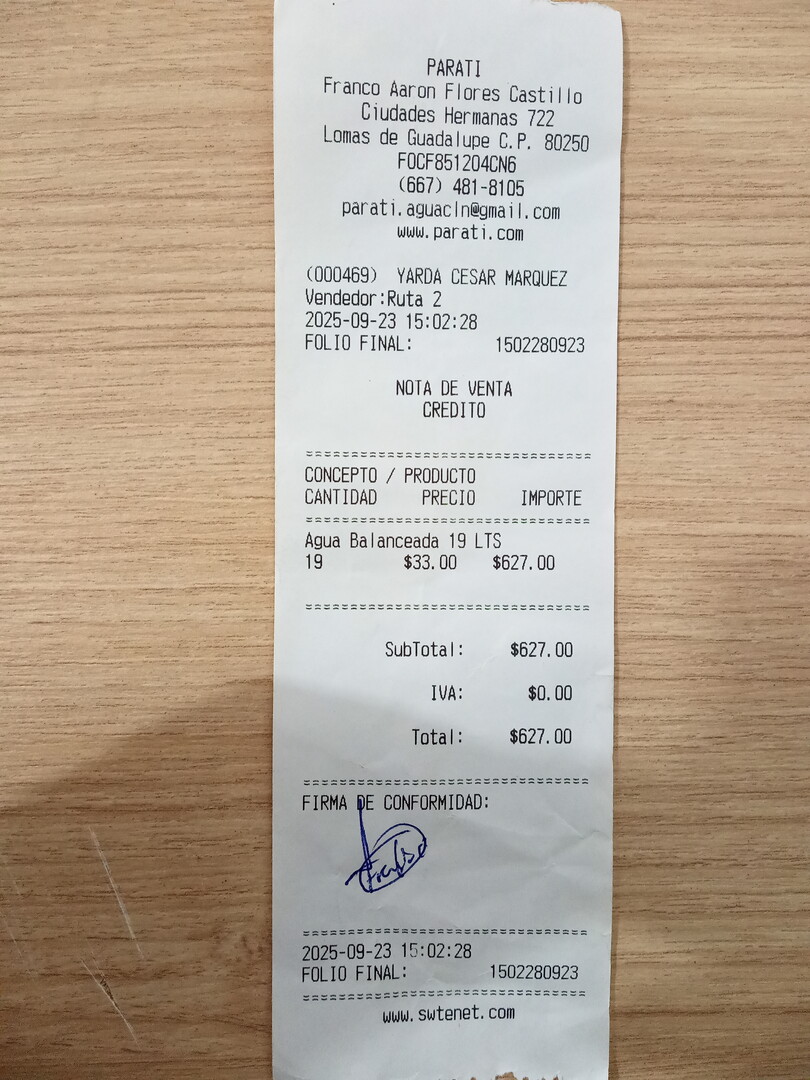 PARATI
Franco Aaron Flores Castillo
Ciudades Hermanas 722
Lomas de Guadalupe C.P. 80250
FOCF851204CN6
(667) 481-8105
parati.aguacln@gmail.com
www.parati.com
(000469) YARDA CESAR MARQUEZ
Vendedor:Ruta 2
2025-09-23 15:02:28
FOLIO FINAL: 1502280923
NOTA DE VENTA
CREDITO
CONCEPTO / PRODUCTO
CANTIDAD PRECIO IMPORTE
Agua Balanceada 19 LTS
19 $33.00 $627.00
SubTotal: $627.00
IVA: $0.00
Total: $627.00
FIRMA DE CONFORMIDAD:
2025-09-23 15:02:28
FOLIO FINAL: 1502280923
www.swtenet.com